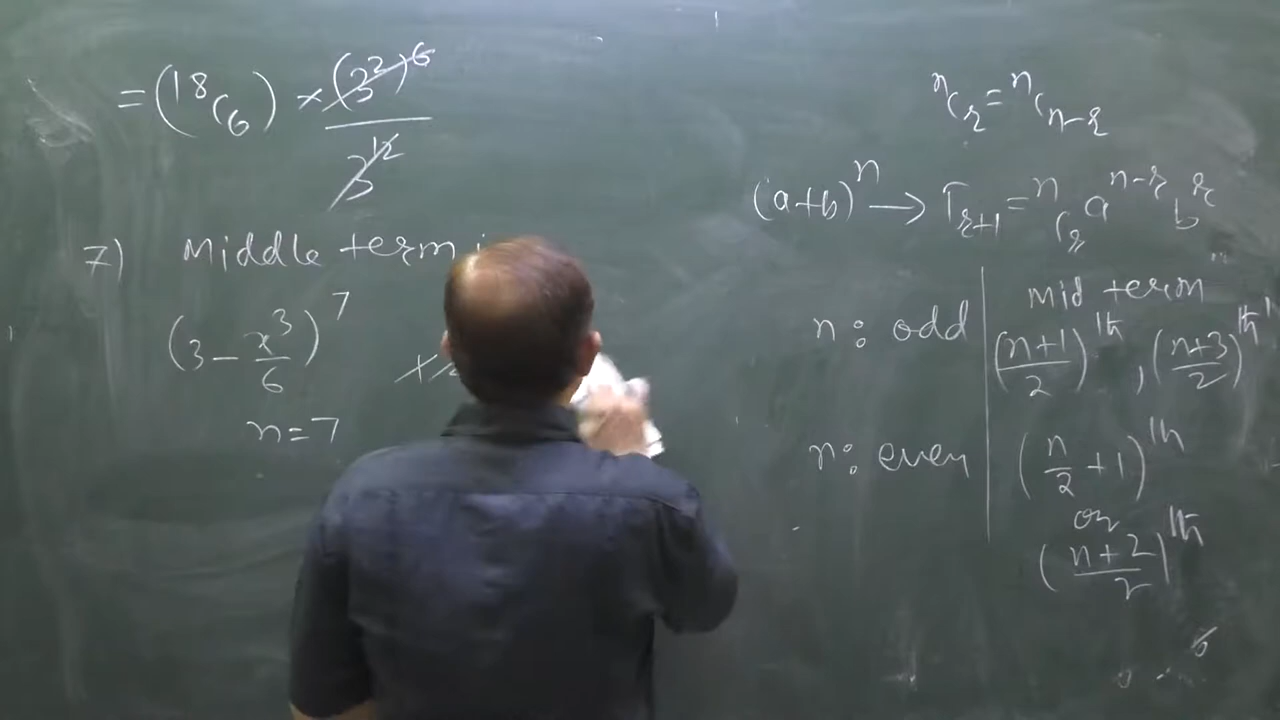 = (¹⁸C₆) × (3²)⁶ / 3¹²
7) Middle term
(3 - x³/6)⁷
n=7
ⁿCᵣ = ⁿCₙ₋ᵣ
(a+b)ⁿ → Tᵣ₊₁ = ⁿCᵣ aⁿ⁻ʳ bʳ
Mid term
n: odd | ((n+1)/2)th, ((n+3)/2)th
n: even | (n/2 + 1)th
or
((n+2)/2)th
6